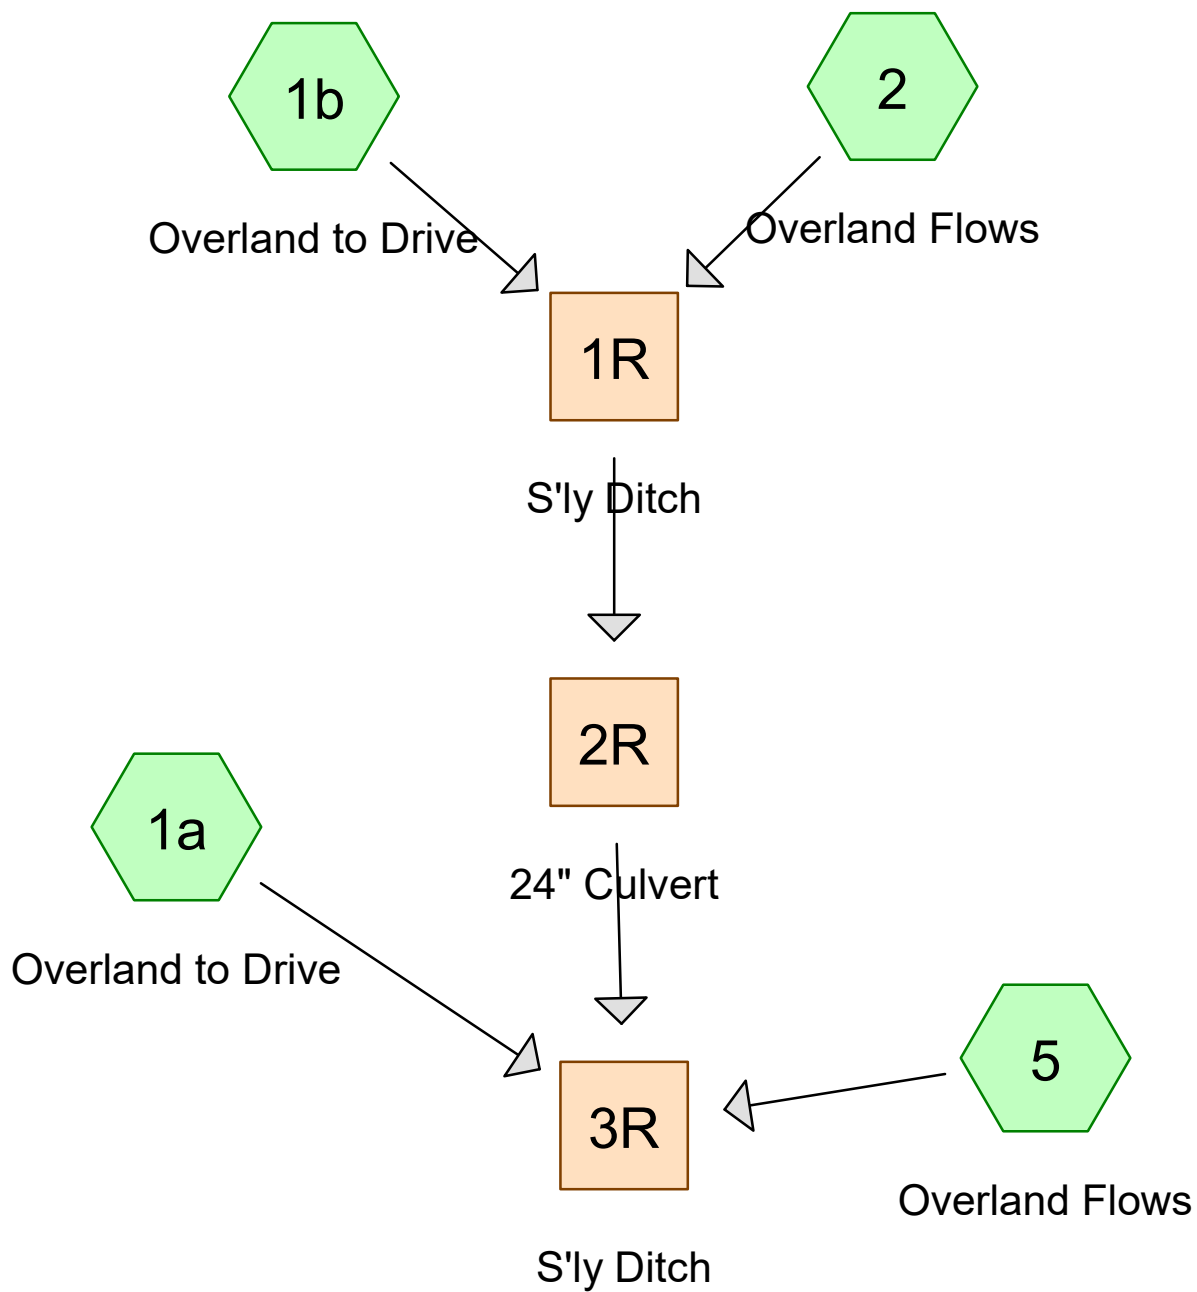 1b
2
Overland to Drive
Overland Flows
1R
S'ly Ditch
2R
1a
24" Culvert
Overland to Drive
5
3R
Overland Flows
S'ly Ditch